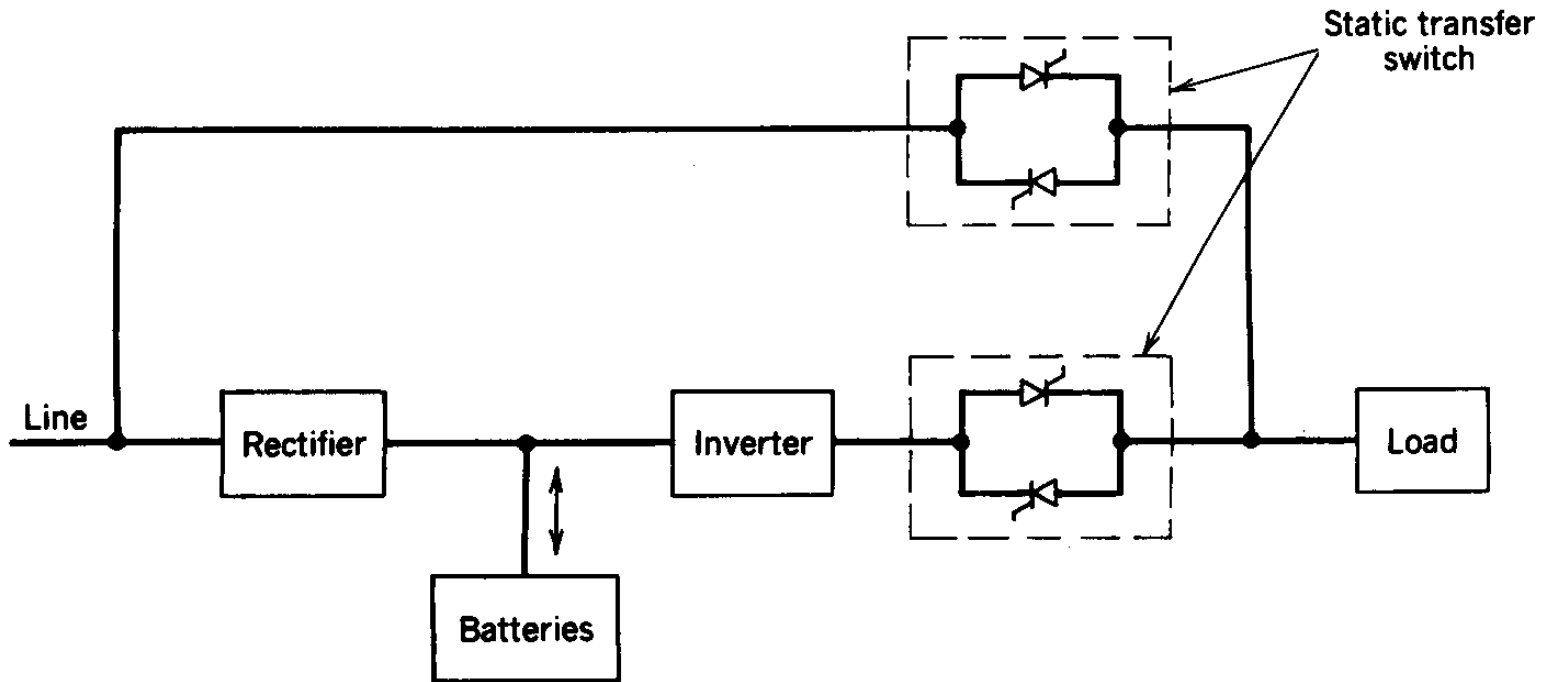 Static transfer
switch
Line
Rectifier
Inverter
Load
Batteries